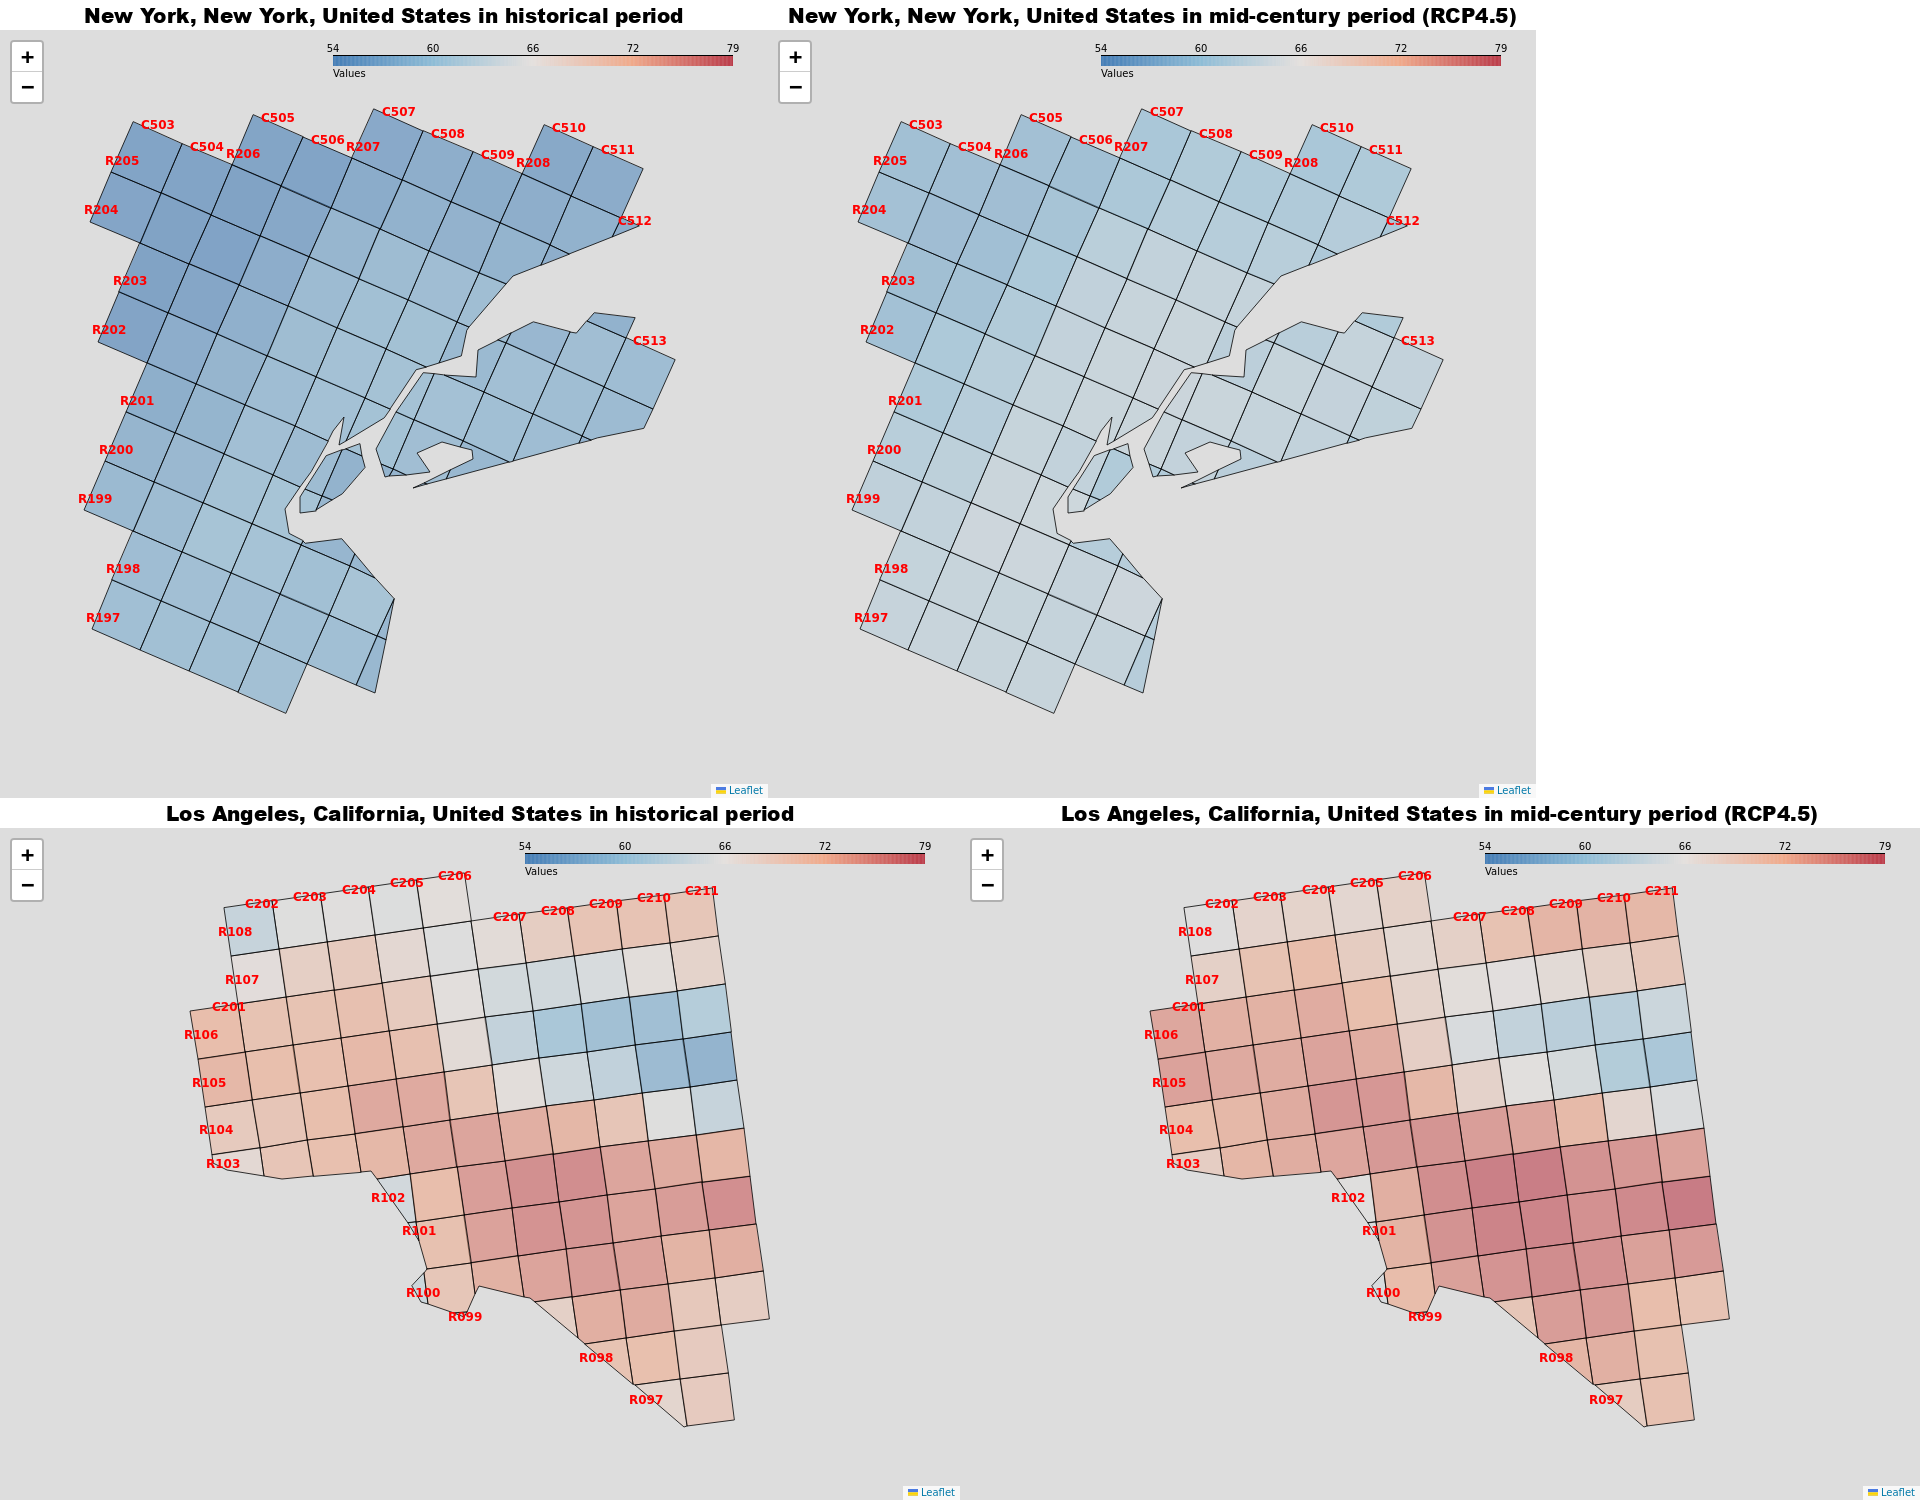 New York, New York, United States in historical period
+
−
54 60 66 72 79
Values
C503
C504
C505
C506
C507
C508
C509
C510
C511
C512
C513
R205
R206
R207
R208
R204
R203
R202
R201
R200
R199
R198
R197
Leaflet
New York, New York, United States in mid-century period (RCP4.5)
+
−
54 60 66 72 79
Values
C503
C504
C505
C506
C507
C508
C509
C510
C511
C512
C513
R205
R206
R207
R208
R204
R203
R202
R201
R200
R199
R198
R197
Leaflet
Los Angeles, California, United States in historical period
+
−
54 60 66 72 79
Values
C202
C203
C204
C205
C206
C207
C208
C209
C210
C211
R108
R107
C201
R106
R105
R104
R103
R102
R101
R100
R099
R098
R097
Leaflet
Los Angeles, California, United States in mid-century period (RCP4.5)
+
−
54 60 66 72 79
Values
C202
C203
C204
C205
C206
C207
C208
C209
C210
C211
R108
R107
C201
R106
R105
R104
R103
R102
R101
R100
R099
R098
R097
Leaflet